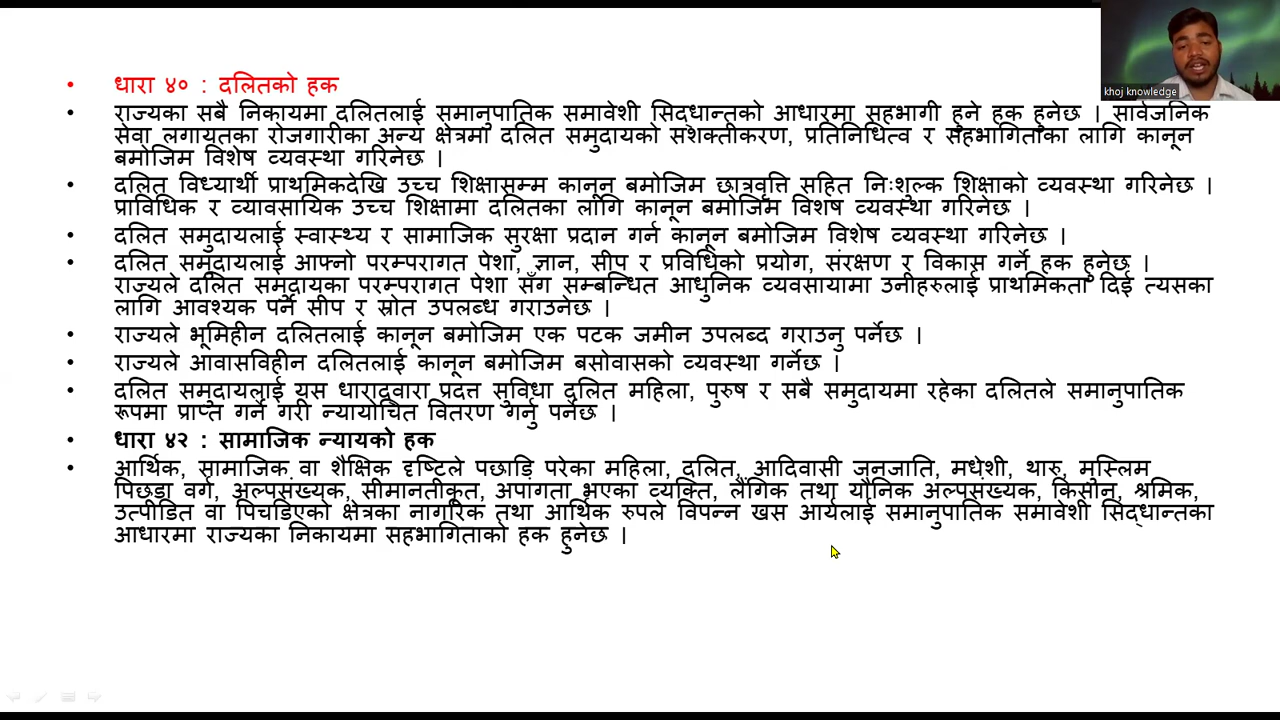 khoj knowledge
• धारा ४० : दलितको हक
• राज्यका सबै निकायमा दलितलाई समानुपातिक समावेशी सिद्धान्तको आधारमा सहभागी हुने हक हुनेछ । सार्वजनिक
सेवा लगायतका रोजगारीका अन्य क्षेत्रमा दलित समुदायको सशक्तीकरण, प्रतिनिधित्व र सहभागिताका लागि कानून
बमोजिम विशेष व्यवस्था गरिनेछ ।
• दलित विध्यार्थी प्राथमिकदेखि उच्च शिक्षासम्म कानून बमोजिम छात्रवृत्ति सहित निःशुल्क शिक्षाको व्यवस्था गरिनेछ ।
प्राविधिक र व्यावसायिक उच्च शिक्षामा दलितका लागि कानून बमोजिम विशेष व्यवस्था गरिनेछ ।
• दलित समुदायलाई स्वास्थ्य र सामाजिक सुरक्षा प्रदान गर्न कानून बमोजिम विशेष व्यवस्था गरिनेछ ।
• दलित समुदायलाई आफ्नो परम्परागत पेशा, ज्ञान, सीप र प्रविधिको प्रयोग, संरक्षण र विकास गर्ने हक हुनेछ ।
राज्यले दलित समुदायका परम्परागत पेशा सँग सम्बन्धित आधुनिक व्यवसायामा उनीहरुलाई प्राथमिकता दिई त्यसका
लागि आवश्यक पर्ने सीप र स्रोत उपलब्ध गराउनेछ ।
• राज्यले भूमिहीन दलितलाई कानून बमोजिम एक पटक जमीन उपलब्द गराउनु पर्नेछ ।
• राज्यले आवासविहीन दलितलाई कानून बमोजिम बसोवासको व्यवस्था गर्नेछ ।
• दलित समुदायलाई यस धाराद्वारा प्रदत्त सुविधा दलित महिला, पुरुष र सबै समुदायमा रहेका दलितले समानुपातिक
रूपमा प्राप्त गर्ने गरी न्यायोचित वितरण गर्नु पर्नेछ ।
• धारा ४२ : सामाजिक न्यायको हक
• आर्थिक, सामाजिक वा शैक्षिक दृष्टिले पछाडि परेका महिला, दलित, आदिवासी जनजाति, मधेशी, थारु, मुस्लिम
पिछडा वर्ग, अल्पसंख्यक, सीमान्तीकृत, अपांगता भएका व्यक्ति, लैंगिक तथा यौनिक अल्पसंख्यक, किसान, श्रमिक,
उत्पीडित वा पिचडिएको क्षेत्रका नागरिक तथा आर्थिक रुपले विपन्न खस आर्यलाई समानुपातिक समावेशी सिद्धान्तका
आधारमा राज्यका निकायमा सहभागिताको हक हुनेछ ।